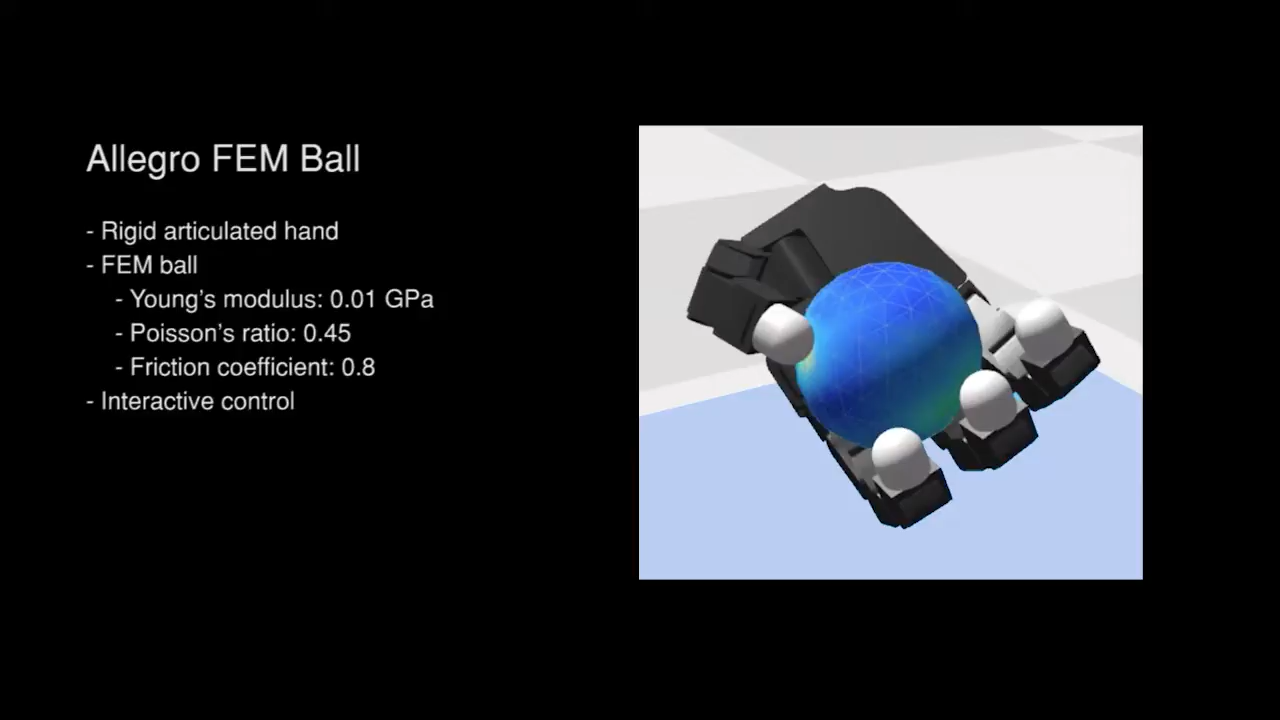 Allegro FEM Ball
- Rigid articulated hand
- FEM ball
- Young's modulus: 0.01 GPa
- Poisson's ratio: 0.45
- Friction coefficient: 0.8
- Interactive control